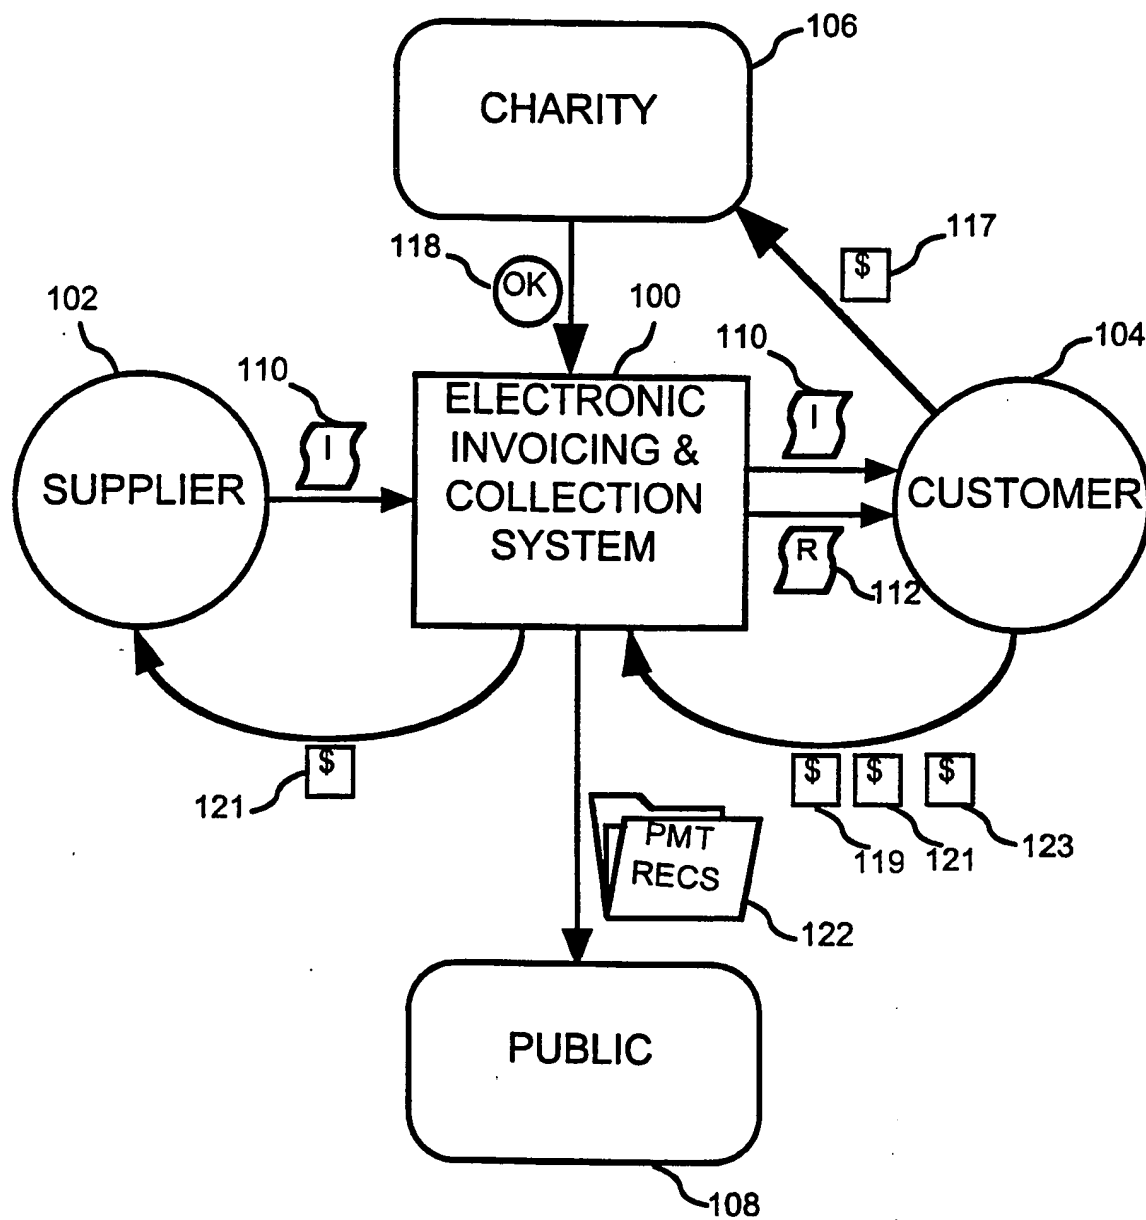 106
CHARITY
118
OK
$
117
102
100
110
110
104
I
I
ELECTRONIC
INVOICING &
COLLECTION
SYSTEM
SUPPLIER
CUSTOMER
R
112
$
121
$
$
$
119
121
123
PMT
RECS
122
PUBLIC
108